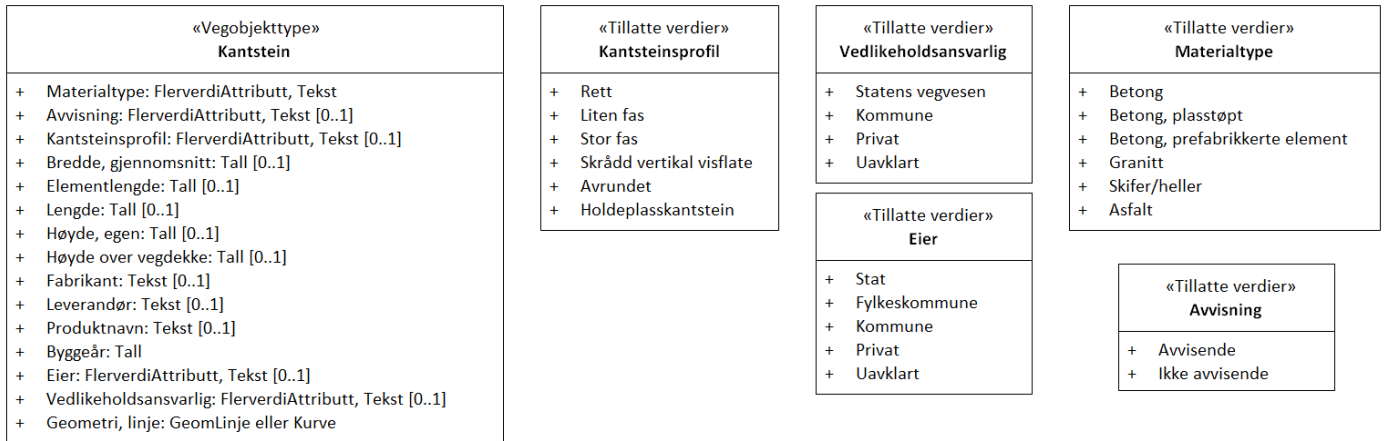 «Vegobjekttype»
Kantstein
+ Materialtype: FlerverdiAttributt, Tekst
+ Avvisning: FlerverdiAttributt, Tekst [0..1]
+ Kantsteinsprofil: FlerverdiAttributt, Tekst [0..1]
+ Bredde, gjennomsnitt: Tall [0..1]
+ Elementlengde: Tall [0..1]
+ Lengde: Tall [0..1]
+ Høyde, egen: Tall [0..1]
+ Høyde over vegdekke: Tall [0..1]
+ Fabrikant: Tekst [0..1]
+ Leverandør: Tekst [0..1]
+ Produktnavn: Tekst [0..1]
+ Byggeår: Tall
+ Eier: FlerverdiAttributt, Tekst [0..1]
+ Vedlikeholdsansvarlig: FlerverdiAttributt, Tekst [0..1]
+ Geometri, linje: GeomLinje eller Kurve
«Tillatte verdier»
Kantsteinsprofil
+ Rett
+ Liten fas
+ Stor fas
+ Skrådd vertikal visflate
+ Avrundet
+ Holdeplasskantstein
«Tillatte verdier»
Vedlikeholdsansvarlig
+ Statens vegvesen
+ Kommune
+ Privat
+ Uavklart
«Tillatte verdier»
Eier
+ Stat
+ Fylkeskommune
+ Kommune
+ Privat
+ Uavklart
«Tillatte verdier»
Materialtype
+ Betong
+ Betong, plasstøpt
+ Betong, prefabrikkerte element
+ Granitt
+ Skifer/heller
+ Asfalt
«Tillatte verdier»
Avvisning
+ Avvisende
+ Ikke avvisende